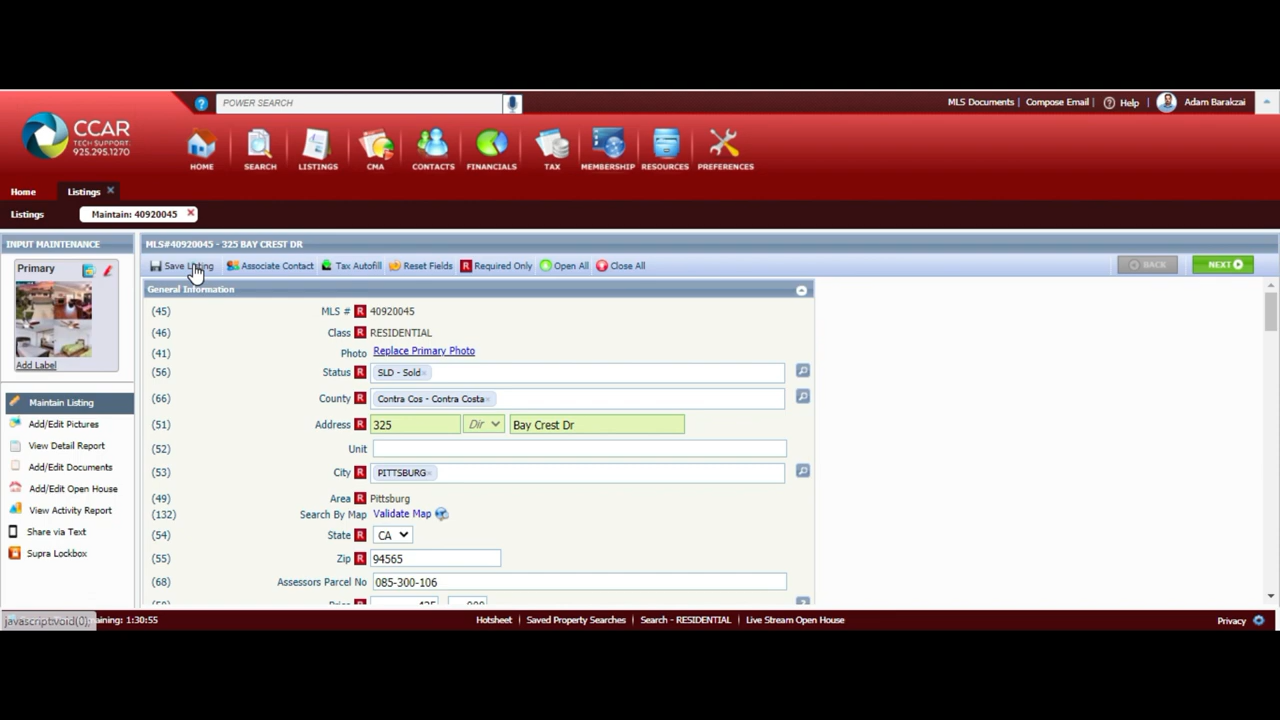 POWER SEARCH
MLS Documents | Compose Email | Help | Adam Barakzai
CCAR
TECH SUPPORT:
925.295.1270
HOME SEARCH LISTINGS CMA CONTACTS FINANCIALS TAX MEMBERSHIP RESOURCES PREFERENCES
Home Listings
Listings Maintain: 40920045
INPUT MAINTENANCE
Primary
Add Label
Maintain Listing
Add/Edit Pictures
View Detail Report
Add/Edit Documents
Add/Edit Open House
View Activity Report
Share via Text
Supra Lockbox
MLS#40920045 - 325 BAY CREST DR
Save Listing Associate Contact Tax Autofill Reset Fields R Required Only Open All Close All BACK NEXT
General Information
(45) MLS # R 40920045
(46) Class R RESIDENTIAL
(41) Photo Replace Primary Photo
(56) Status R SLD - Sold
(66) County R Contra Cos - Contra Costa
(51) Address R 325 Dir Bay Crest Dr
(52) Unit
(53) City R PITTSBURG
(49) Area R Pittsburg
(132) Search By Map Validate Map
(54) State R CA
(55) Zip R 94565
(68) Assessors Parcel No 085-300-106
Price R
javascript:void(0); aining: 1:30:55
Hotsheet | Saved Property Searches | Search - RESIDENTIAL | Live Stream Open House
Privacy